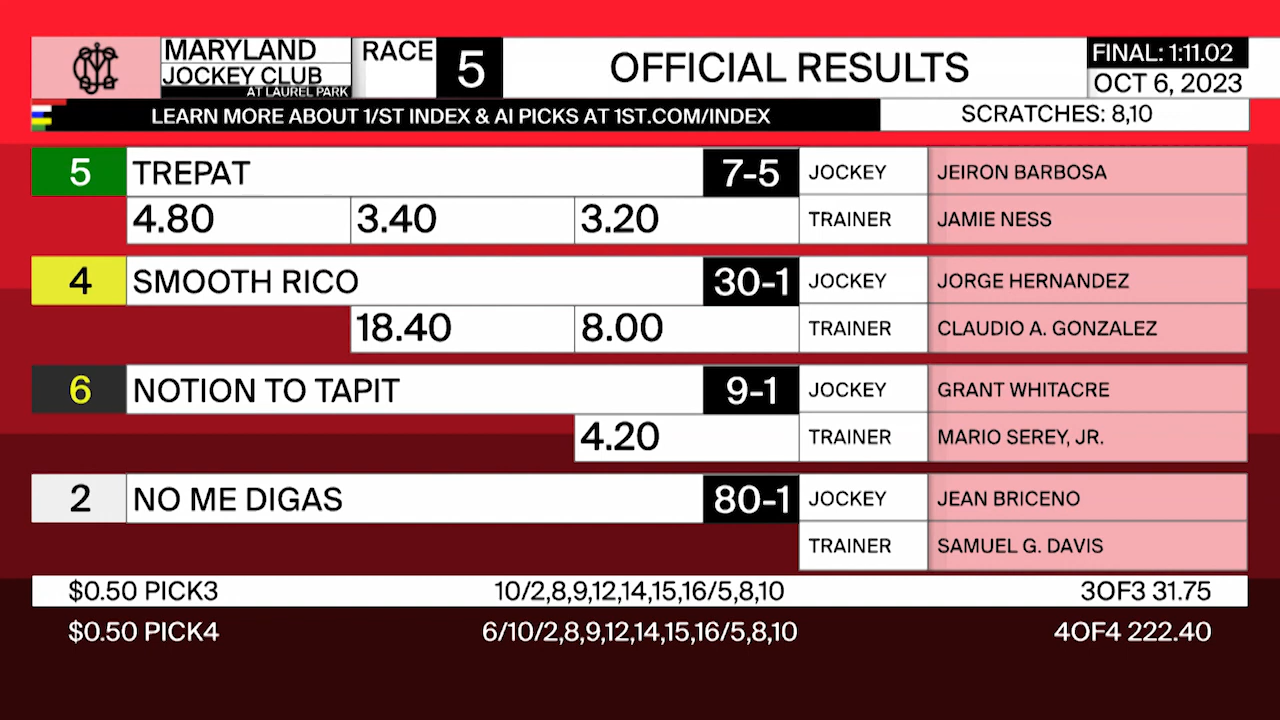 MARYLAND
JOCKEY CLUB
AT LAUREL PARK
RACE 5
OFFICIAL RESULTS
FINAL: 1:11.02
OCT 6, 2023
LEARN MORE ABOUT 1/ST INDEX & AI PICKS AT 1ST.COM/INDEX
SCRATCHES: 8,10
5 TREPAT 7-5 JOCKEY JEIRON BARBOSA
4.80 3.40 3.20 TRAINER JAMIE NESS
4 SMOOTH RICO 30-1 JOCKEY JORGE HERNANDEZ
18.40 8.00 TRAINER CLAUDIO A. GONZALEZ
6 NOTION TO TAPIT 9-1 JOCKEY GRANT WHITACRE
4.20 TRAINER MARIO SEREY, JR.
2 NO ME DIGAS 80-1 JOCKEY JEAN BRICENO
TRAINER SAMUEL G. DAVIS
$0.50 PICK3 10/2,8,9,12,14,15,16/5,8,10 3OF3 31.75
$0.50 PICK4 6/10/2,8,9,12,14,15,16/5,8,10 4OF4 222.40